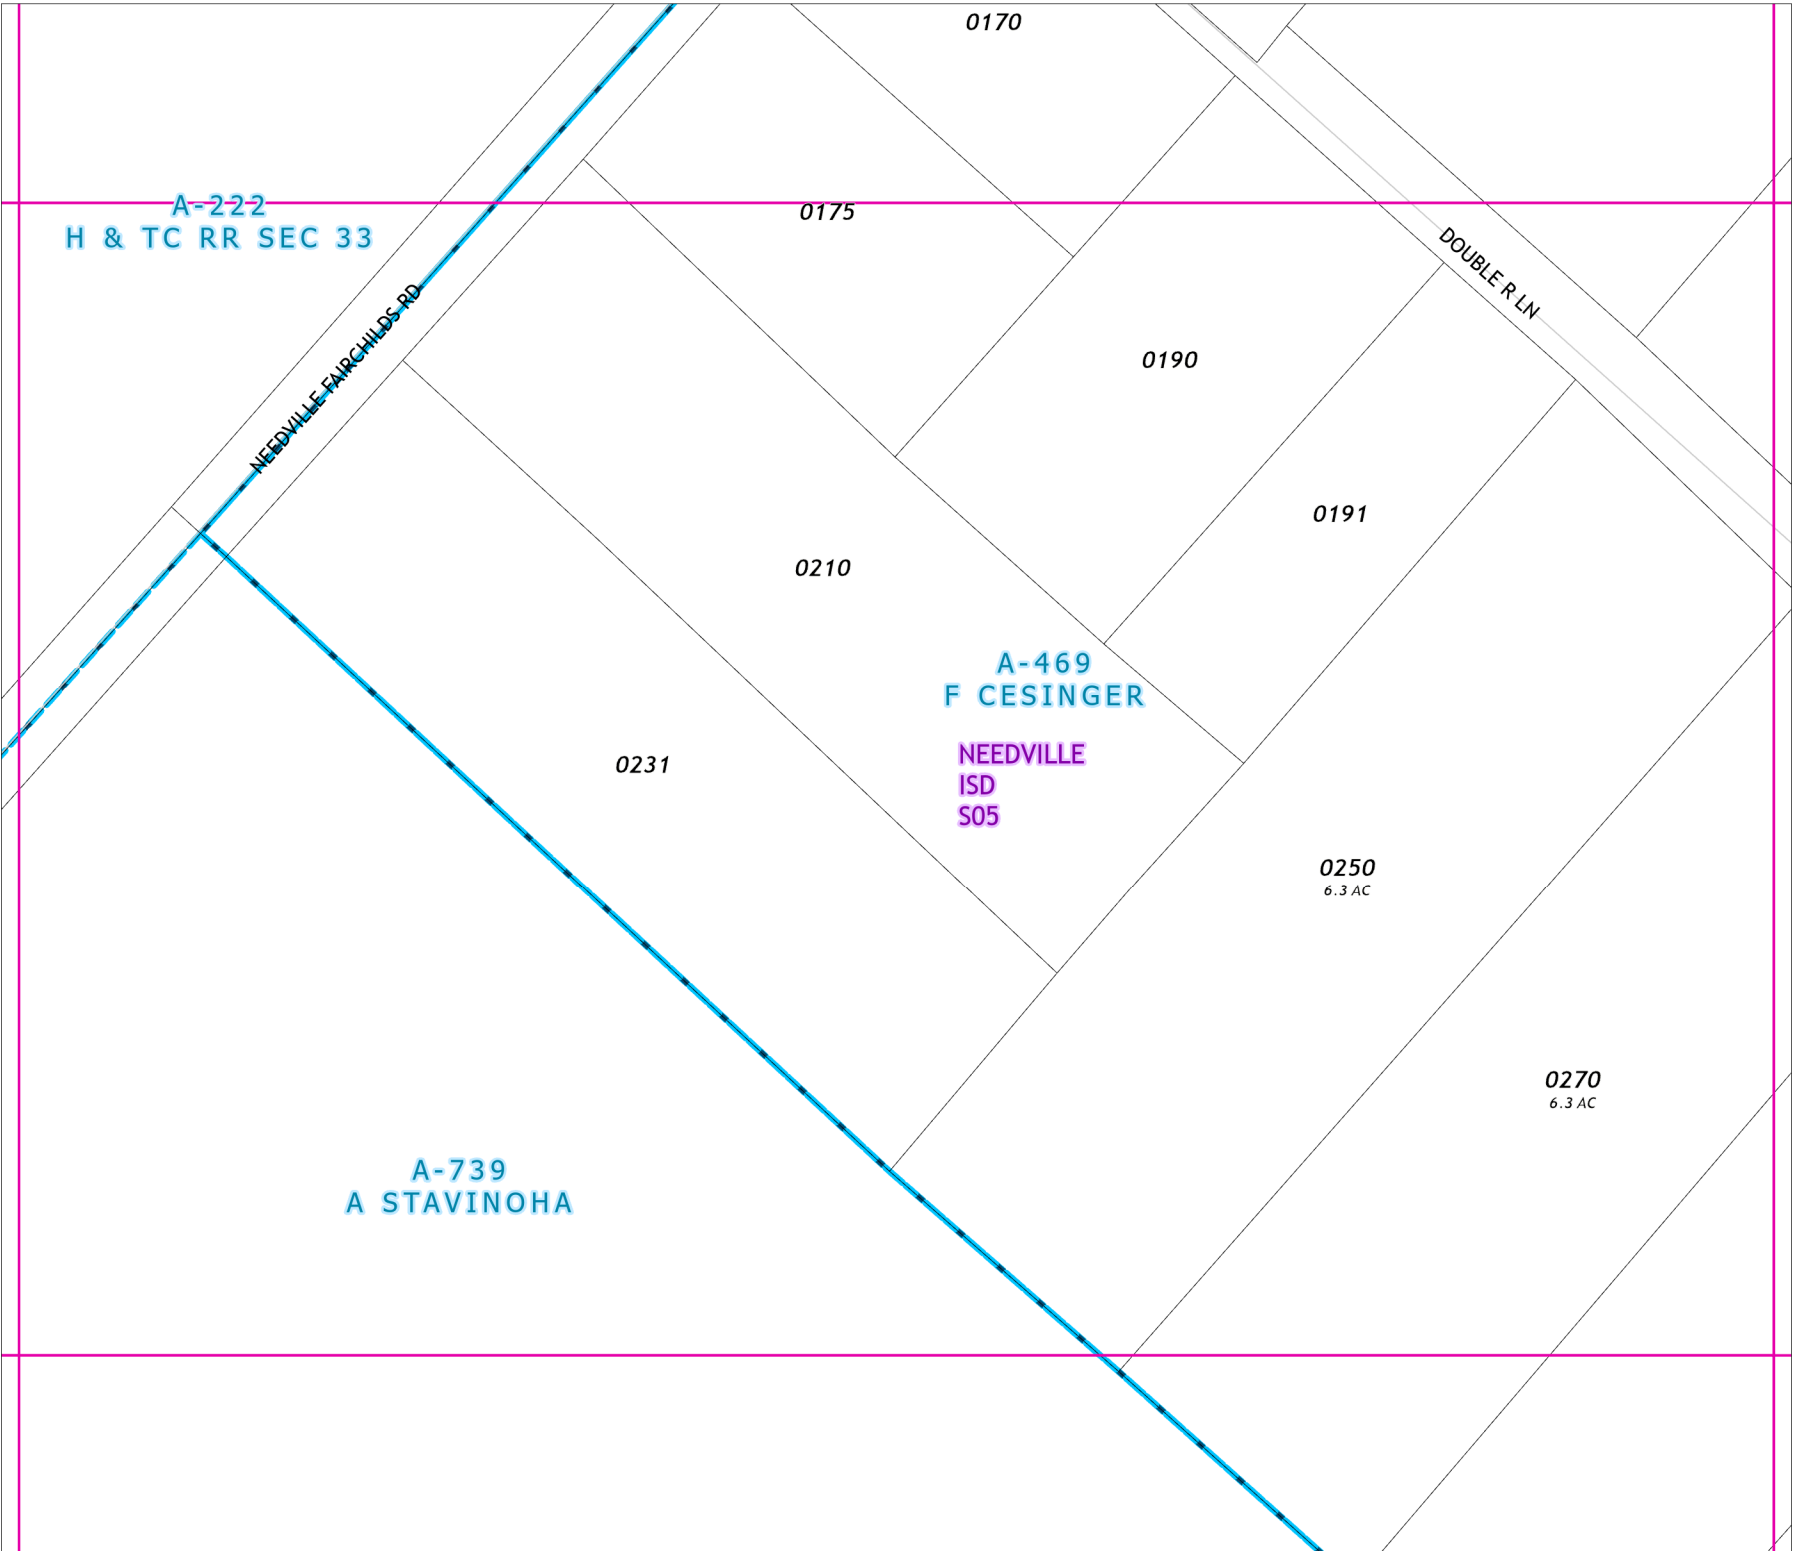 0170
A-222
H & TC RR SEC 33
0175
DOUBLE R LN
NEEDVILLE FAIRCHILDS RD
0190
0191
0210
A-469
F CESINGER
NEEDVILLE
ISD
S05
0231
0250
6.3 AC
0270
6.3 AC
A-739
A STAVINOHA